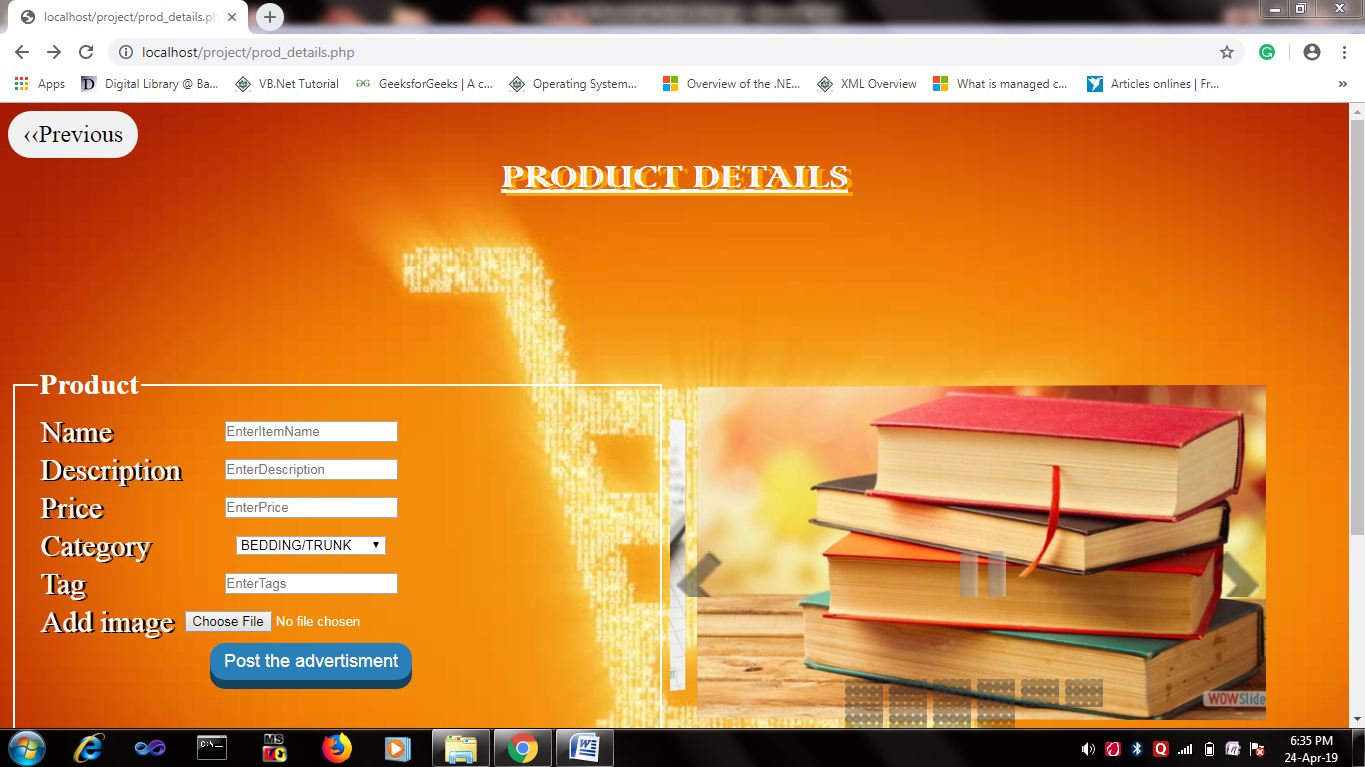 localhost/project/prod_details.ph
localhost/project/prod_details.php
Apps
Digital Library @ Ba...
VB.Net Tutorial
GeeksforGeeks | A c...
Operating System...
Overview of the .NE...
XML Overview
What is managed c...
Articles onlines | Fr...
»
‹‹Previous
PRODUCT DETAILS
Product
Name EnterItemName
Description EnterDescription
Price EnterPrice
Category BEDDING/TRUNK
Tag EnterTags
Add image Choose File No file chosen
Post the advertisment
WOWSlide
6:35 PM
24-Apr-19